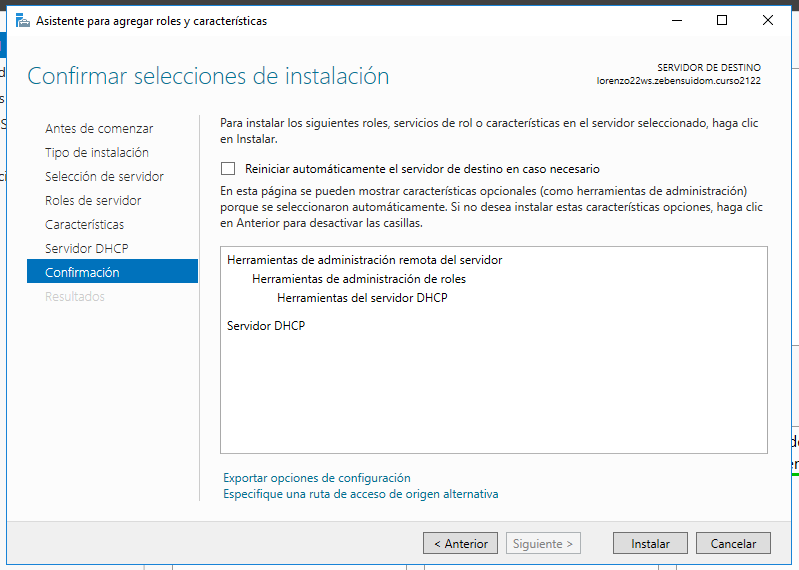 Asistente para agregar roles y características
Confirmar selecciones de instalación
SERVIDOR DE DESTINO
lorenzo22ws.zebensuidom.curso2122
Antes de comenzar
Tipo de instalación
Selección de servidor
Roles de servidor
Características
Servidor DHCP
Confirmación
Resultados
Para instalar los siguientes roles, servicios de rol o características en el servidor seleccionado, haga clic
en Instalar.
Reiniciar automáticamente el servidor de destino en caso necesario
En esta página se pueden mostrar características opcionales (como herramientas de administración)
porque se seleccionaron automáticamente. Si no desea instalar estas características opciones, haga clic
en Anterior para desactivar las casillas.
Herramientas de administración remota del servidor
Herramientas de administración de roles
Herramientas del servidor DHCP
Servidor DHCP
Exportar opciones de configuración
Especifique una ruta de acceso de origen alternativa
< Anterior
Siguiente >
Instalar
Cancelar